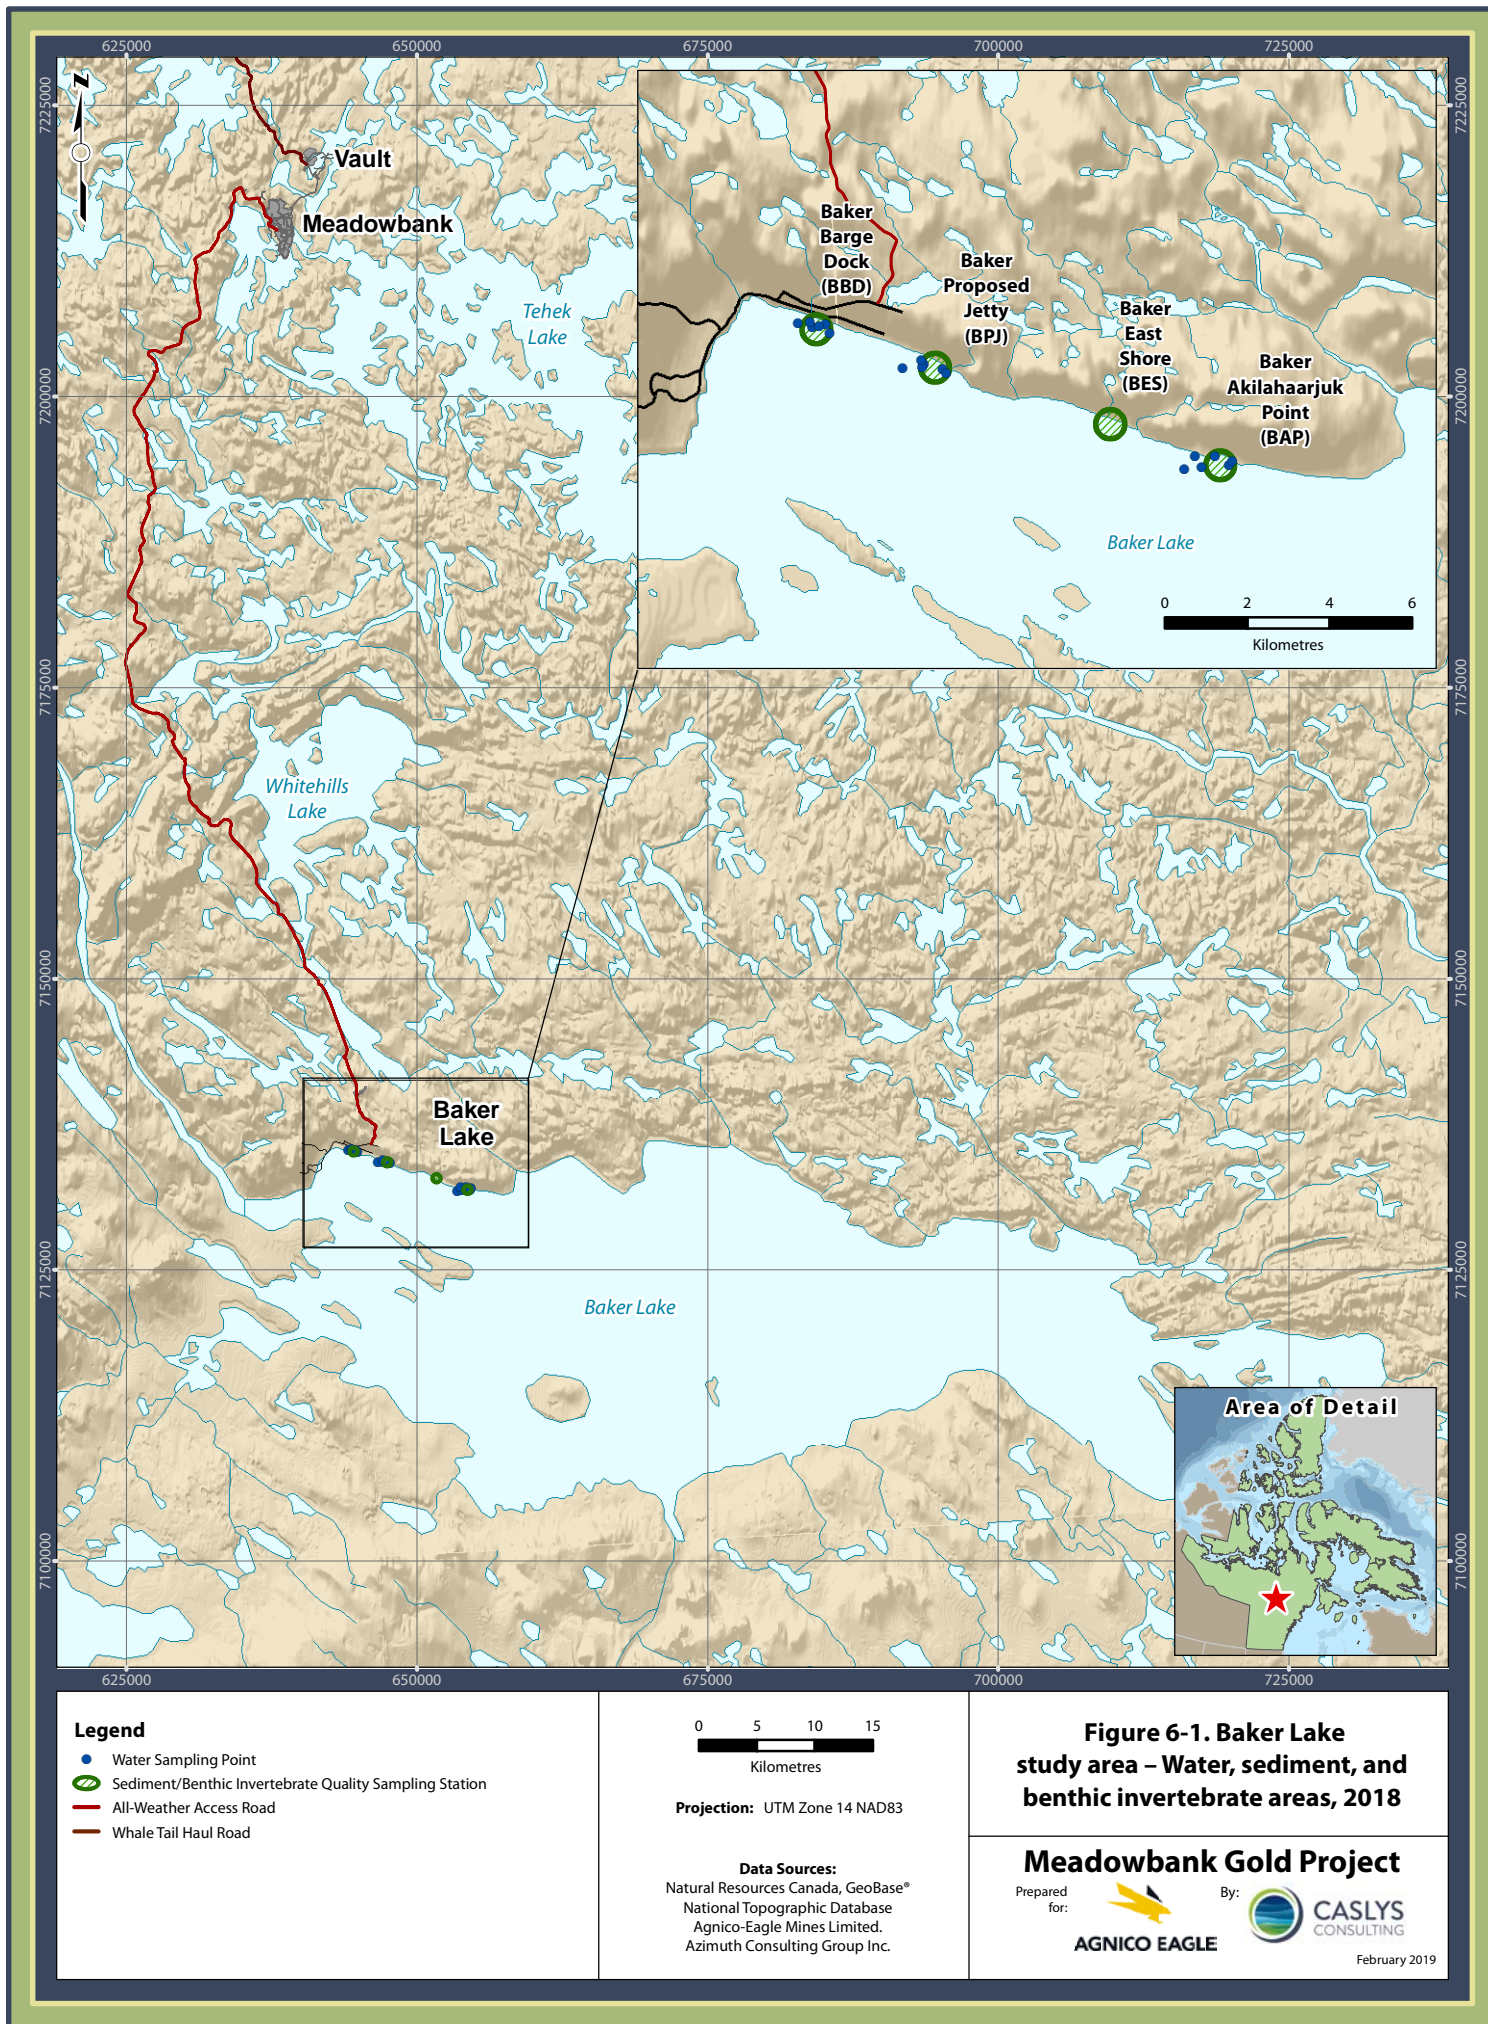 625000
650000
675000
700000
725000
7225000
7200000
7175000
7150000
7125000
7100000
7225000
7200000
7175000
7150000
7125000
7100000
N
Vault
Meadowbank
Tehek
Lake
Whitehills
Lake
Baker
Lake
Baker Lake
Baker
Barge
Dock
(BBD)
Baker
Proposed
Jetty
(BPJ)
Baker
East
Shore
(BES)
Baker
Akilahaarjuk
Point
(BAP)
Baker Lake
0 2 4 6
Kilometres
Area of Detail
625000
650000
675000
700000
725000
Legend
Water Sampling Point
Sediment/Benthic Invertebrate Quality Sampling Station
All-Weather Access Road
Whale Tail Haul Road
0 5 10 15
Kilometres
Projection: UTM Zone 14 NAD83
Data Sources:
Natural Resources Canada, GeoBase®
National Topographic Database
Agnico-Eagle Mines Limited.
Azimuth Consulting Group Inc.
Figure 6-1. Baker Lake
study area – Water, sediment, and
benthic invertebrate areas, 2018
Meadowbank Gold Project
Prepared
for:
AGNICO EAGLE
By:
CASLYS
CONSULTING
February 2019